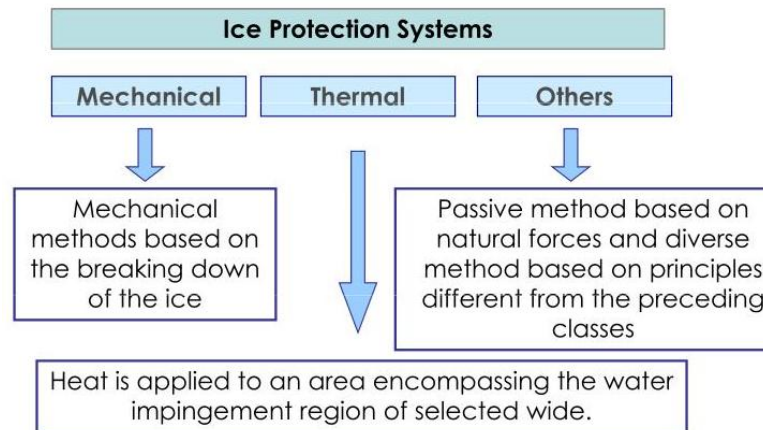 Ice Protection Systems
Mechanical
Thermal
Others
Mechanical
methods based on
the breaking down
of the ice
Passive method based on
natural forces and diverse
method based on principles
different from the preceding
classes
Heat is applied to an area encompassing the water
impingement region of selected wide.